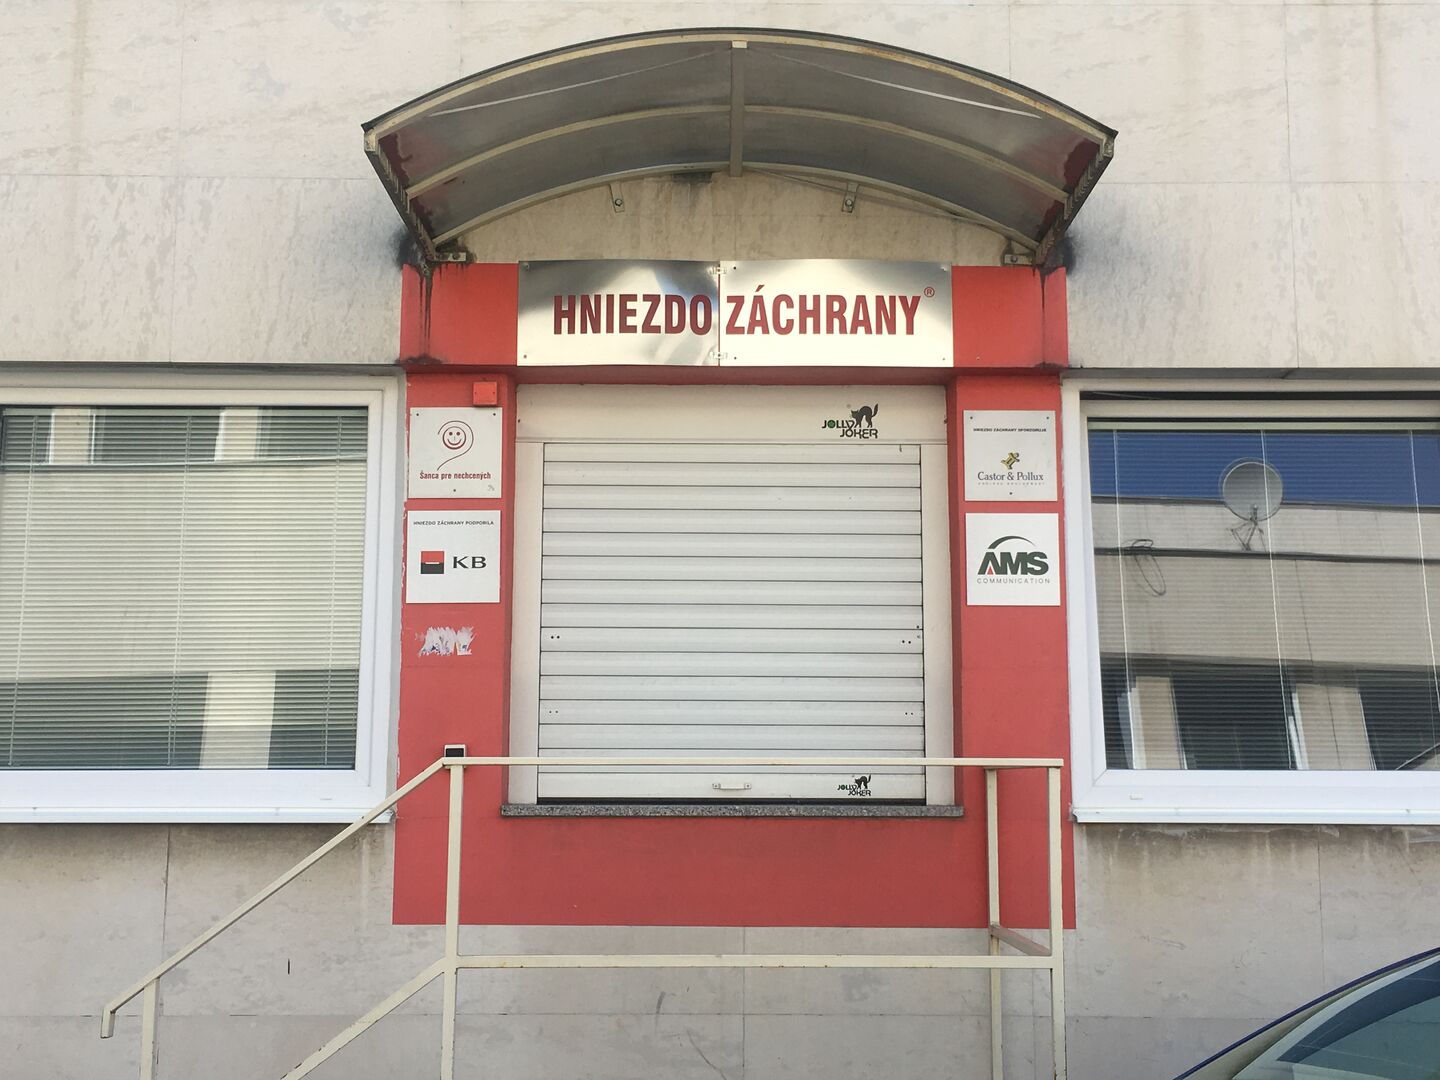 HNIEZDO ZÁCHRANY®
JOLLY
JOKER
Šanca pre nechcených
HNIEZDO ZÁCHRANY SPONZORUJE
Castor & Pollux
HNIEZDO ZÁCHRANY PODPORILA
KB
AMS
COMMUNICATION
JOLLY
JOKER